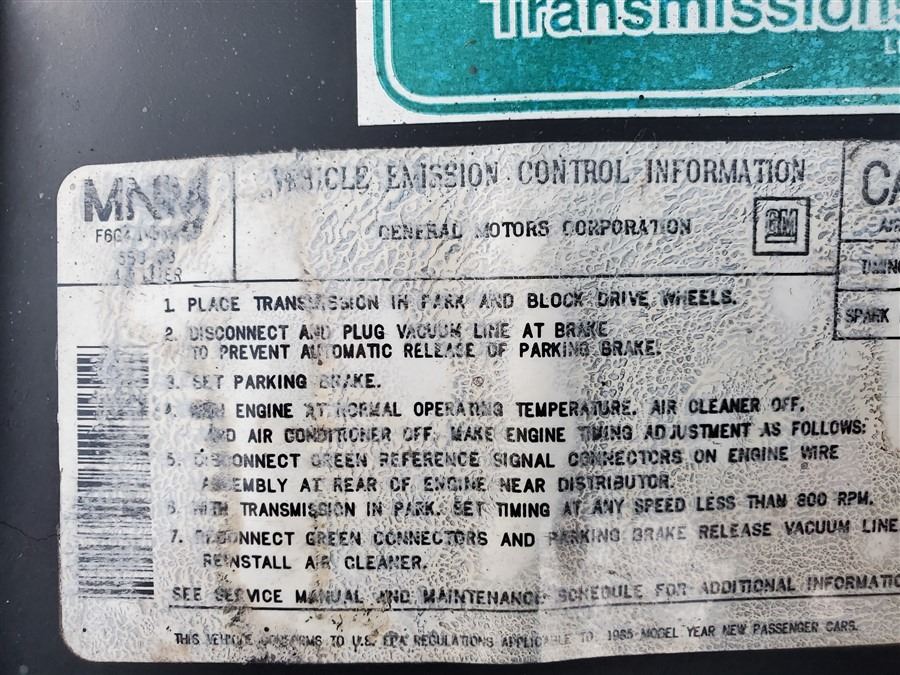 Transmissions
MNM
VEHICLE EMISSION CONTROL INFORMATION
GENERAL MOTORS CORPORATION
GM
CA
LITER
TIMING
SPARK
1. PLACE TRANSMISSION IN PARK AND BLOCK DRIVE WHEELS.
2. DISCONNECT AND PLUG VACUUM LINE AT BRAKE
TO PREVENT AUTOMATIC RELEASE OF PARKING BRAKE.
3. SET PARKING BRAKE.
4. WITH ENGINE AT NORMAL OPERATING TEMPERATURE, AIR CLEANER OFF,
AND AIR CONDITIONER OFF, MAKE ENGINE TIMING ADJUSTMENT AS FOLLOWS:
5. DISCONNECT GREEN REFERENCE SIGNAL CONNECTORS ON ENGINE WIRE
ASSEMBLY AT REAR OF ENGINE NEAR DISTRIBUTOR.
6. WITH TRANSMISSION IN PARK, SET TIMING AT ANY SPEED LESS THAN 800 RPM.
7. RECONNECT GREEN CONNECTORS AND PARKING BRAKE RELEASE VACUUM LINE
REINSTALL AIR CLEANER.
SEE SERVICE MANUAL AND MAINTENANCE SCHEDULE FOR ADDITIONAL INFORMATIO
THIS VEHICLE CONFORMS TO U.S. EPA REGULATIONS APPLICABLE TO 1985 MODEL YEAR NEW PASSENGER CARS.